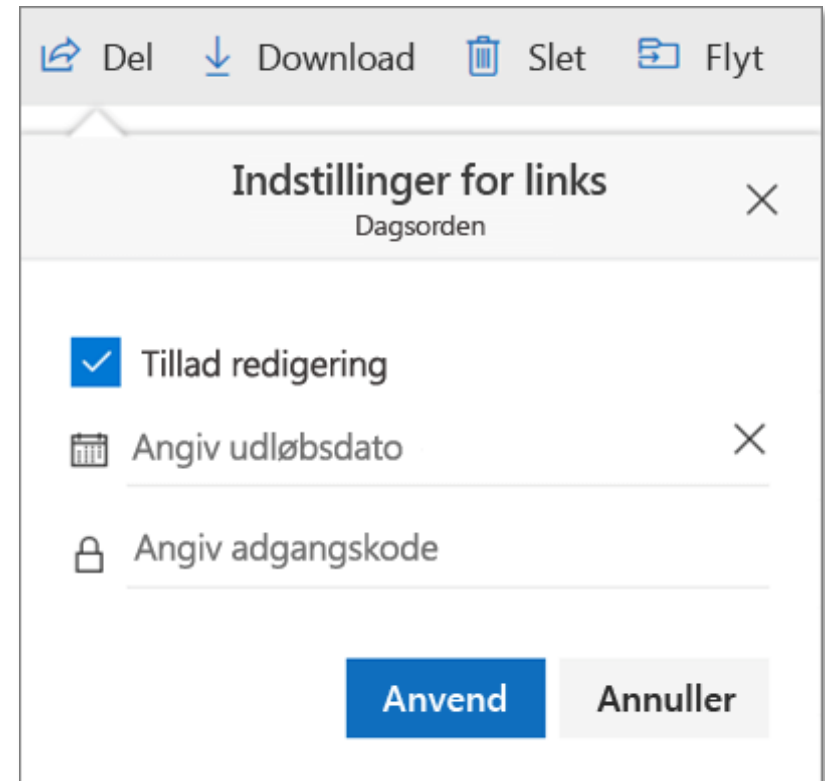 Del Download Slet Flyt
Indstillinger for links
Dagsorden
Tillad redigering
Angiv udløbsdato
Angiv adgangskode
Anvend Annuller